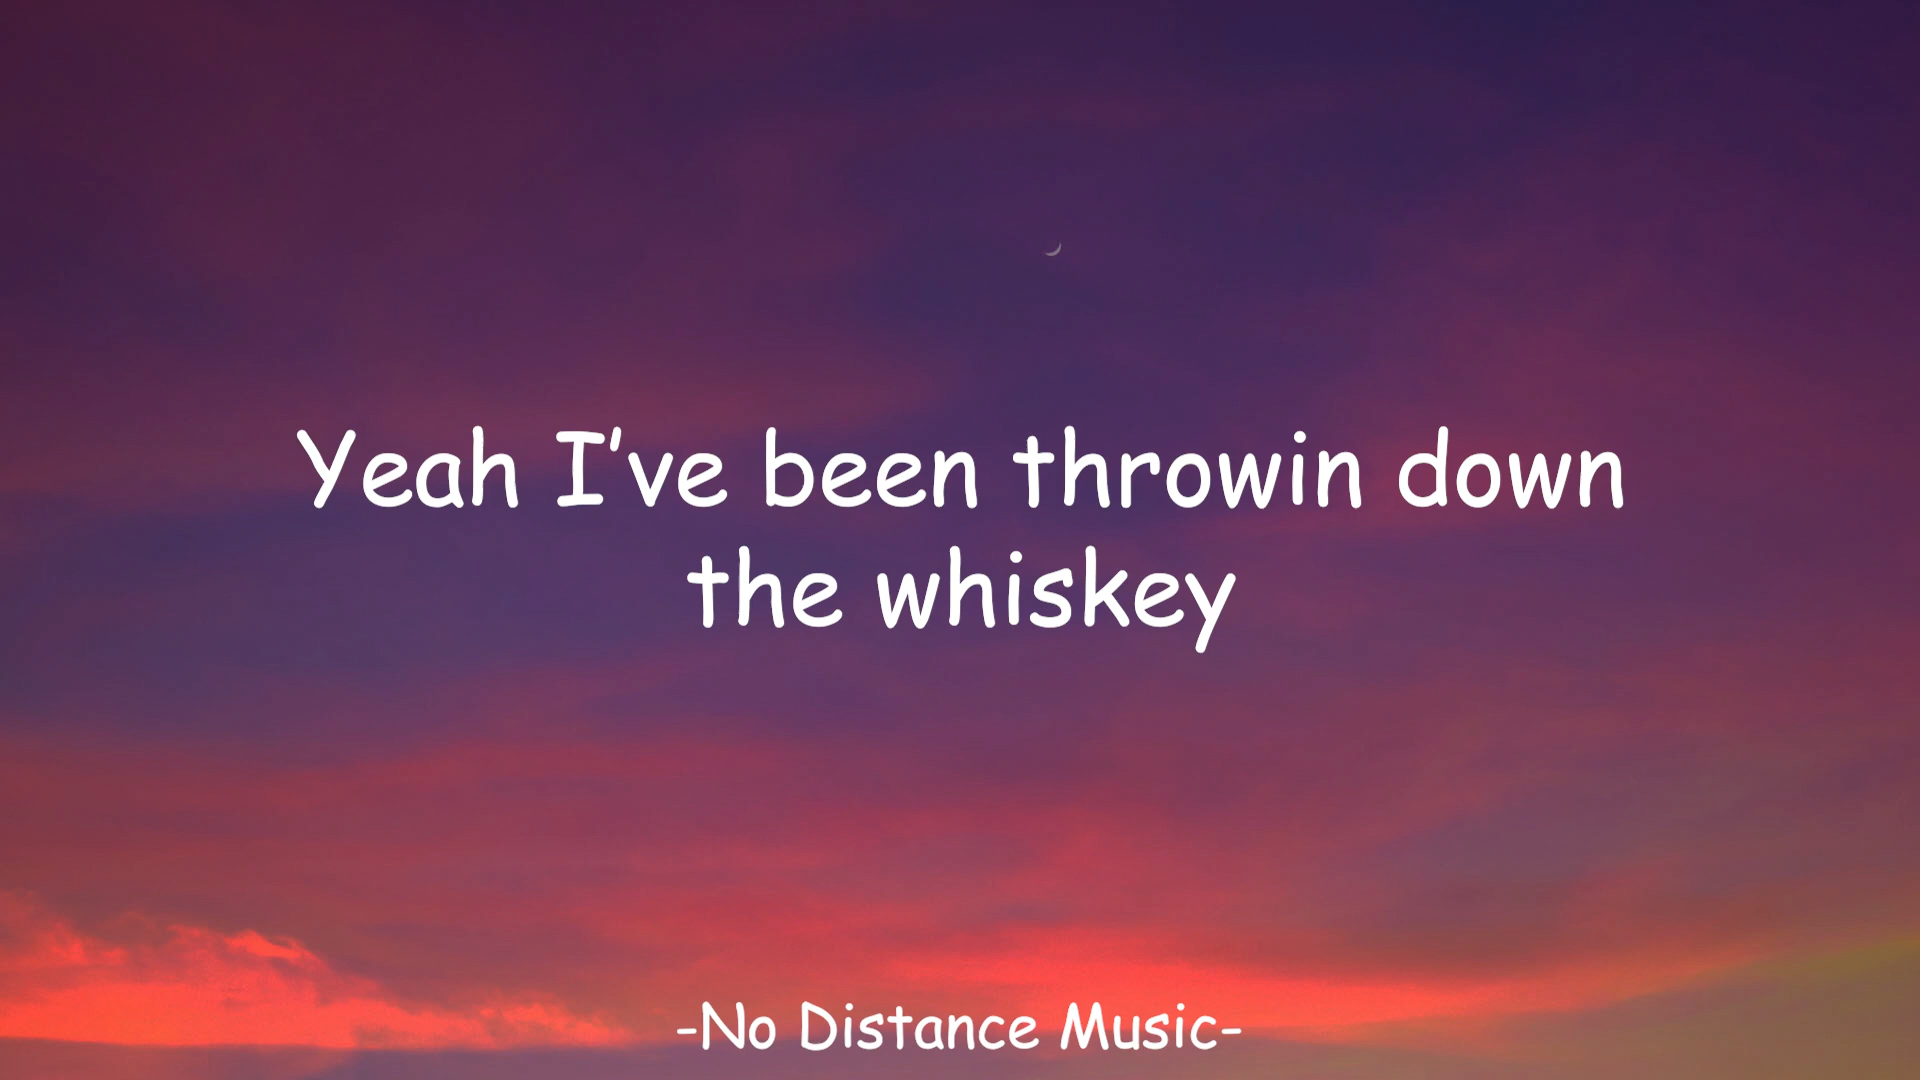 Yeah I’ve been throwin down
the whiskey
-No Distance Music-